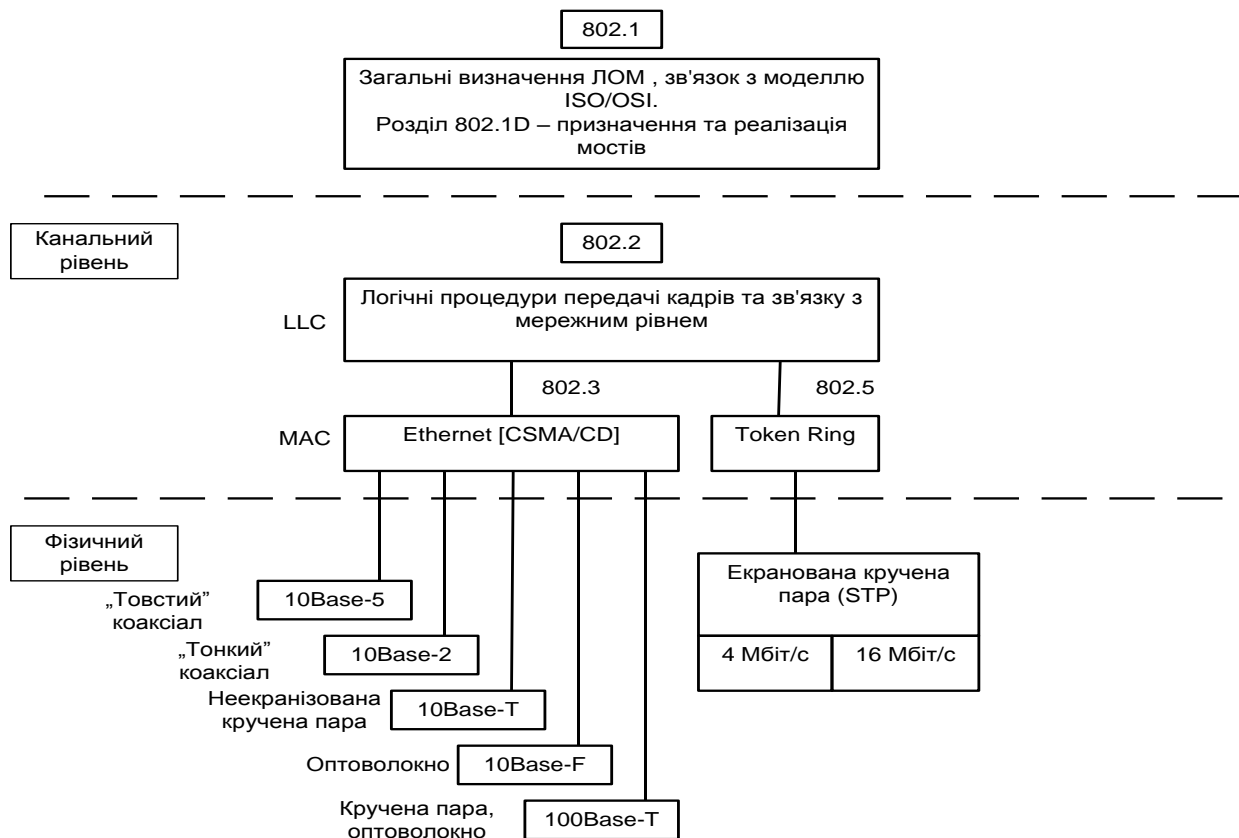 802.1
Загальні визначення ЛОМ , зв'язок з моделлю
ISO/OSI.
Розділ 802.1D – призначення та реалізація
мостів
Канальний
рівень
802.2
Логічні процедури передачі кадрів та зв'язку з
мережним рівнем
LLC
802.3
802.5
MAC
Ethernet [CSMA/CD]
Token Ring
Фізичний
рівень
„Товстий”
коаксіал
10Base-5
„Тонкий”
коаксіал
10Base-2
Неекранізована
кручена пара
10Base-T
Оптоволокно
10Base-F
Кручена пара,
оптоволокно
100Base-T
Екранована кручена
пара (STP)
4 Мбіт/с
16 Мбіт/с